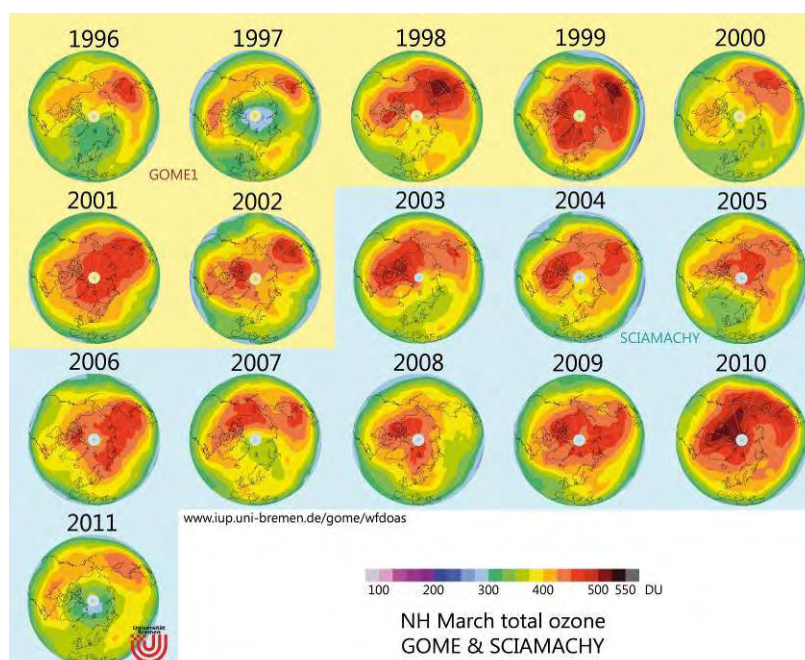 1996 1997 1998 1999 2000
GOME1
2001 2002 2003 2004 2005
SCIAMACHY
2006 2007 2008 2009 2010
2011
www.iup.uni-bremen.de/gome/wfdoas
Universität
Bremen
100 200 300 400 500 550 DU
NH March total ozone
GOME & SCIAMACHY